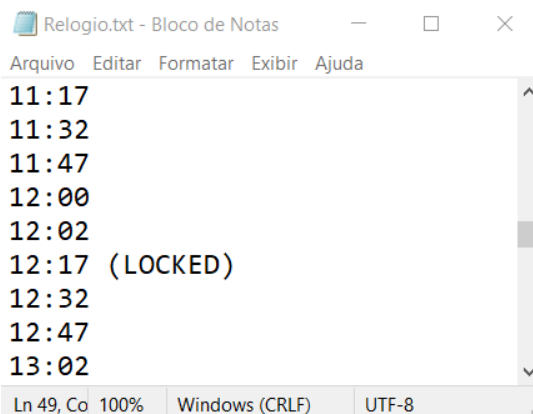 Relogio.txt - Bloco de Notas
Arquivo Editar Formatar Exibir Ajuda
11:17
11:32
11:47
12:00
12:02
12:17 (LOCKED)
12:32
12:47
13:02
Ln 49, Co 100% Windows (CRLF) UTF-8